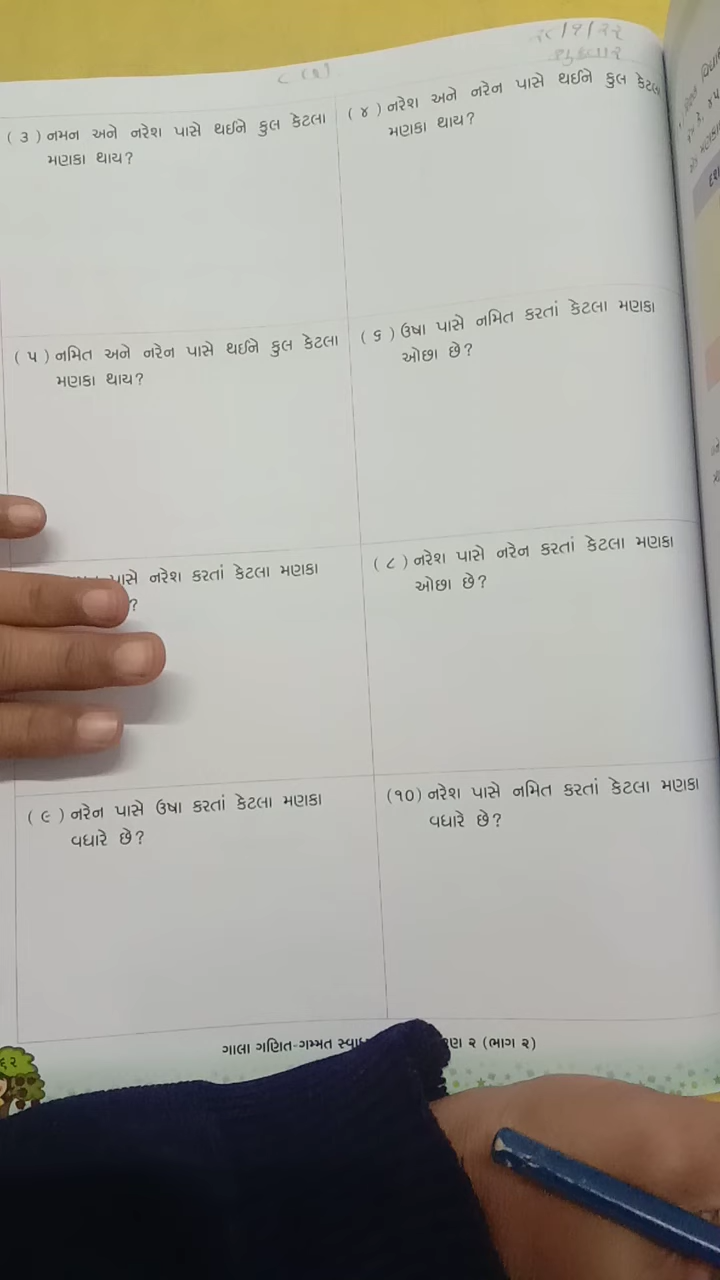 (૩) નમન અને નરેશ પાસે થઈને કુલ કેટલા
મણકા થાય?
(૪) નરેશ અને નરેન પાસે થઈને કુલ કેટલા
મણકા થાય?
(૫) નમિત અને નરેન પાસે થઈને કુલ કેટલા
મણકા થાય?
(૬) ઉષા પાસે નમિત કરતાં કેટલા મણકા
ઓછા છે?
પાસે નરેશ કરતાં કેટલા મણકા
?
(૮) નરેશ પાસે નરેન કરતાં કેટલા મણકા
ઓછા છે?
(૯) નરેન પાસે ઉષા કરતાં કેટલા મણકા
વધારે છે?
(૧૦) નરેશ પાસે નમિત કરતાં કેટલા મણકા
વધારે છે?
ગાલા ગણિત-ગમ્મત ૨ (ભાગ ૨)